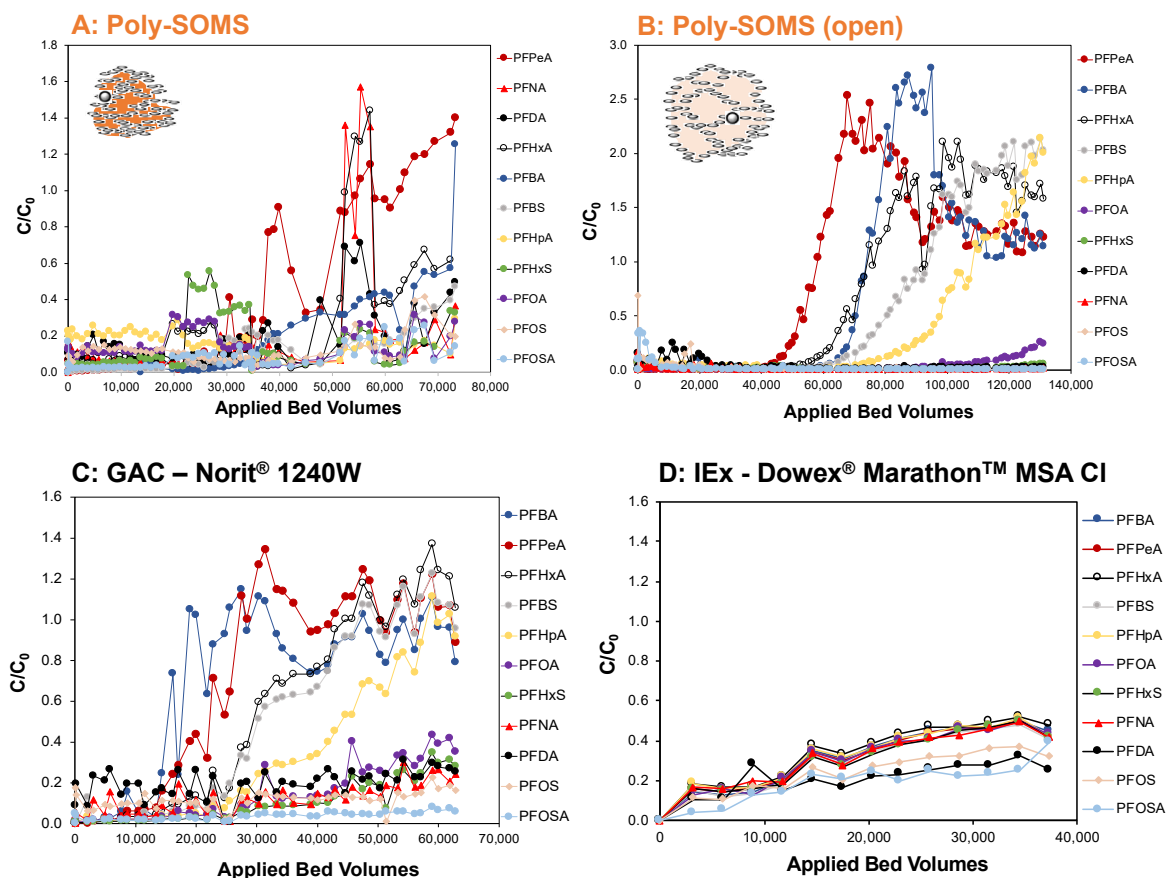 A: Poly-SOMS
C/C0
1.8
1.6
1.4
1.2
1.0
0.8
0.6
0.4
0.2
0.0
0
10,000
20,000
30,000
40,000
50,000
60,000
70,000
80,000
Applied Bed Volumes
PFPeA
PFNA
PFDA
PFHxA
PFBA
PFBS
PFHpA
PFHxS
PFOA
PFOS
PFOSA
B: Poly-SOMS (open)
C/C0
3.0
2.5
2.0
1.5
1.0
0.5
0.0
0
20,000
40,000
60,000
80,000
100,000
120,000
140,000
Applied Bed Volumes
PFPeA
PFBA
PFHxA
PFBS
PFHpA
PFOA
PFHxS
PFDA
PFNA
PFOS
PFOSA
C: GAC – Norit® 1240W
C/C0
1.6
1.4
1.2
1.0
0.8
0.6
0.4
0.2
0.0
0
10,000
20,000
30,000
40,000
50,000
60,000
70,000
Applied Bed Volumes
PFBA
PFPeA
PFHxA
PFBS
PFHpA
PFOA
PFHxS
PFNA
PFDA
PFOS
PFOSA
D: IEx - Dowex® Marathon™ MSA Cl
C/C0
1.6
1.4
1.2
1.0
0.8
0.6
0.4
0.2
0.0
0
10,000
20,000
30,000
40,000
Applied Bed Volumes
PFBA
PFPeA
PFHxA
PFBS
PFHpA
PFOA
PFHxS
PFNA
PFDA
PFOS
PFOSA